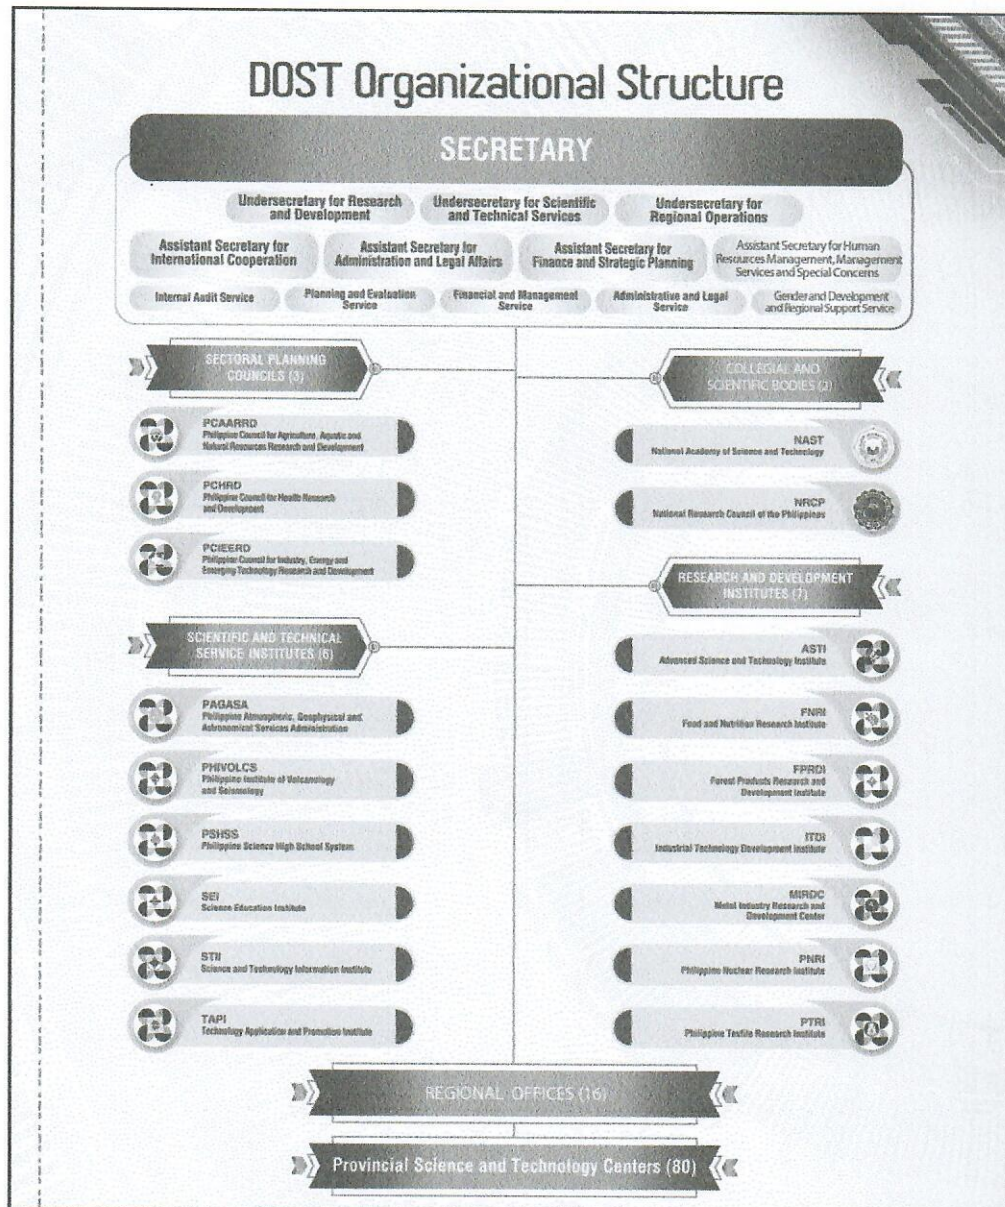 DOST Organizational Structure
SECRETARY
Undersecretary for Research
and Development
Undersecretary for Scientific
and Technical Services
Undersecretary for
Regional Operations
Assistant Secretary for
International Cooperation
Assistant Secretary for
Administration and Legal Affairs
Assistant Secretary for
Finance and Strategic Planning
Assistant Secretary for Human
Resources Management, Management
Services and Special Concerns
Internal Audit Service
Planning and Evaluation
Service
Financial and Management
Service
Administrative and Legal
Service
Gender and Development
and Regional Support Service
SECTORAL PLANNING
COUNCILS (3)
PCAARRD
Philippine Council for Agriculture, Aquatic and
Natural Resources Research and Development
PCHRD
Philippine Council for Health Research
and Development
PCIEERD
Philippine Council for Industry, Energy and
Emerging Technology Research and Development
SCIENTIFIC AND TECHNICAL
SERVICE INSTITUTES (6)
PAGASA
Philippine Atmospheric, Geophysical and
Astronomical Services Administration
PHIVOLCS
Philippine Institute of Volcanology
and Seismology
PSHSS
Philippine Science High School System
SEI
Science Education Institute
STII
Science and Technology Information Institute
TAPI
Technology Application and Promotion Institute
COLLEGIAL AND
SCIENTIFIC BODIES (2)
NAST
National Academy of Science and Technology
NRCP
National Research Council of the Philippines
RESEARCH AND DEVELOPMENT
INSTITUTES (7)
ASTI
Advanced Science and Technology Institute
FNRI
Food and Nutrition Research Institute
FPRDI
Forest Products Research and
Development Institute
ITDI
Industrial Technology Development Institute
MIRDC
Metal Industry Research and
Development Center
PNRI
Philippine Nuclear Research Institute
PTRI
Philippine Textile Research Institute
REGIONAL OFFICES (16)
Provincial Science and Technology Centers (80)